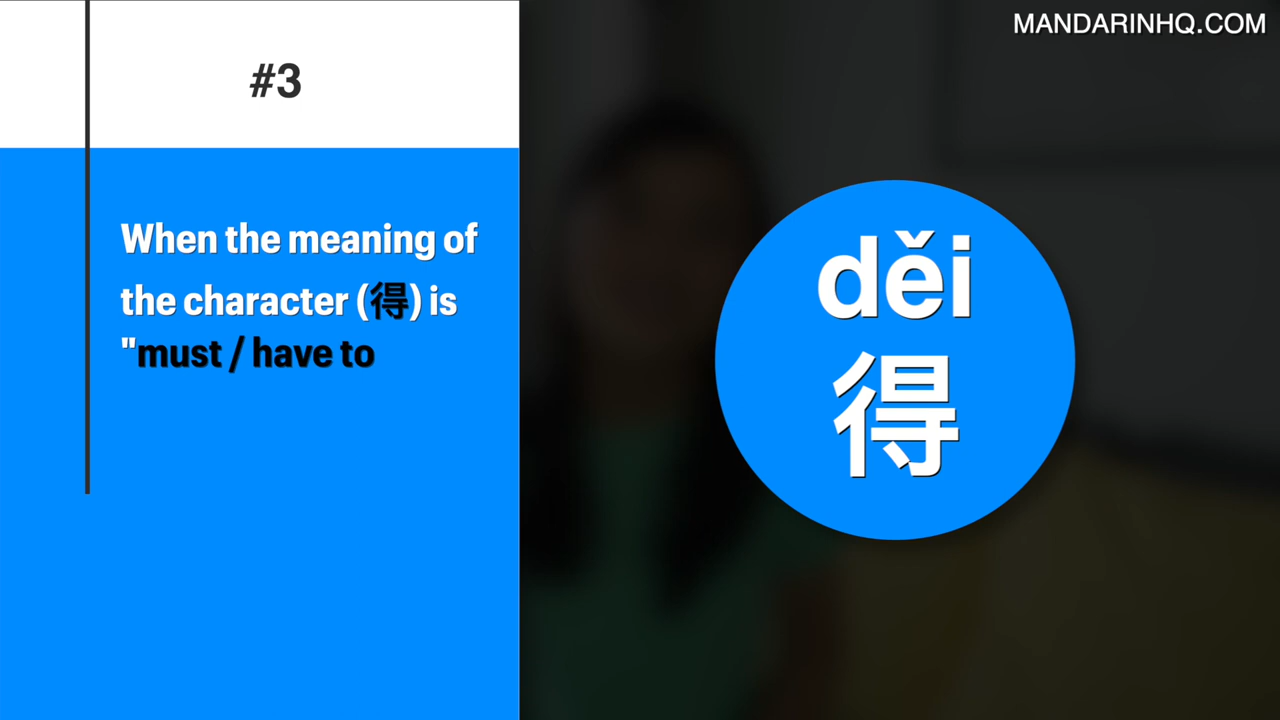 MANDARINHQ.COM
#3
When the meaning of
the character (得) is
"must / have to
děi
得